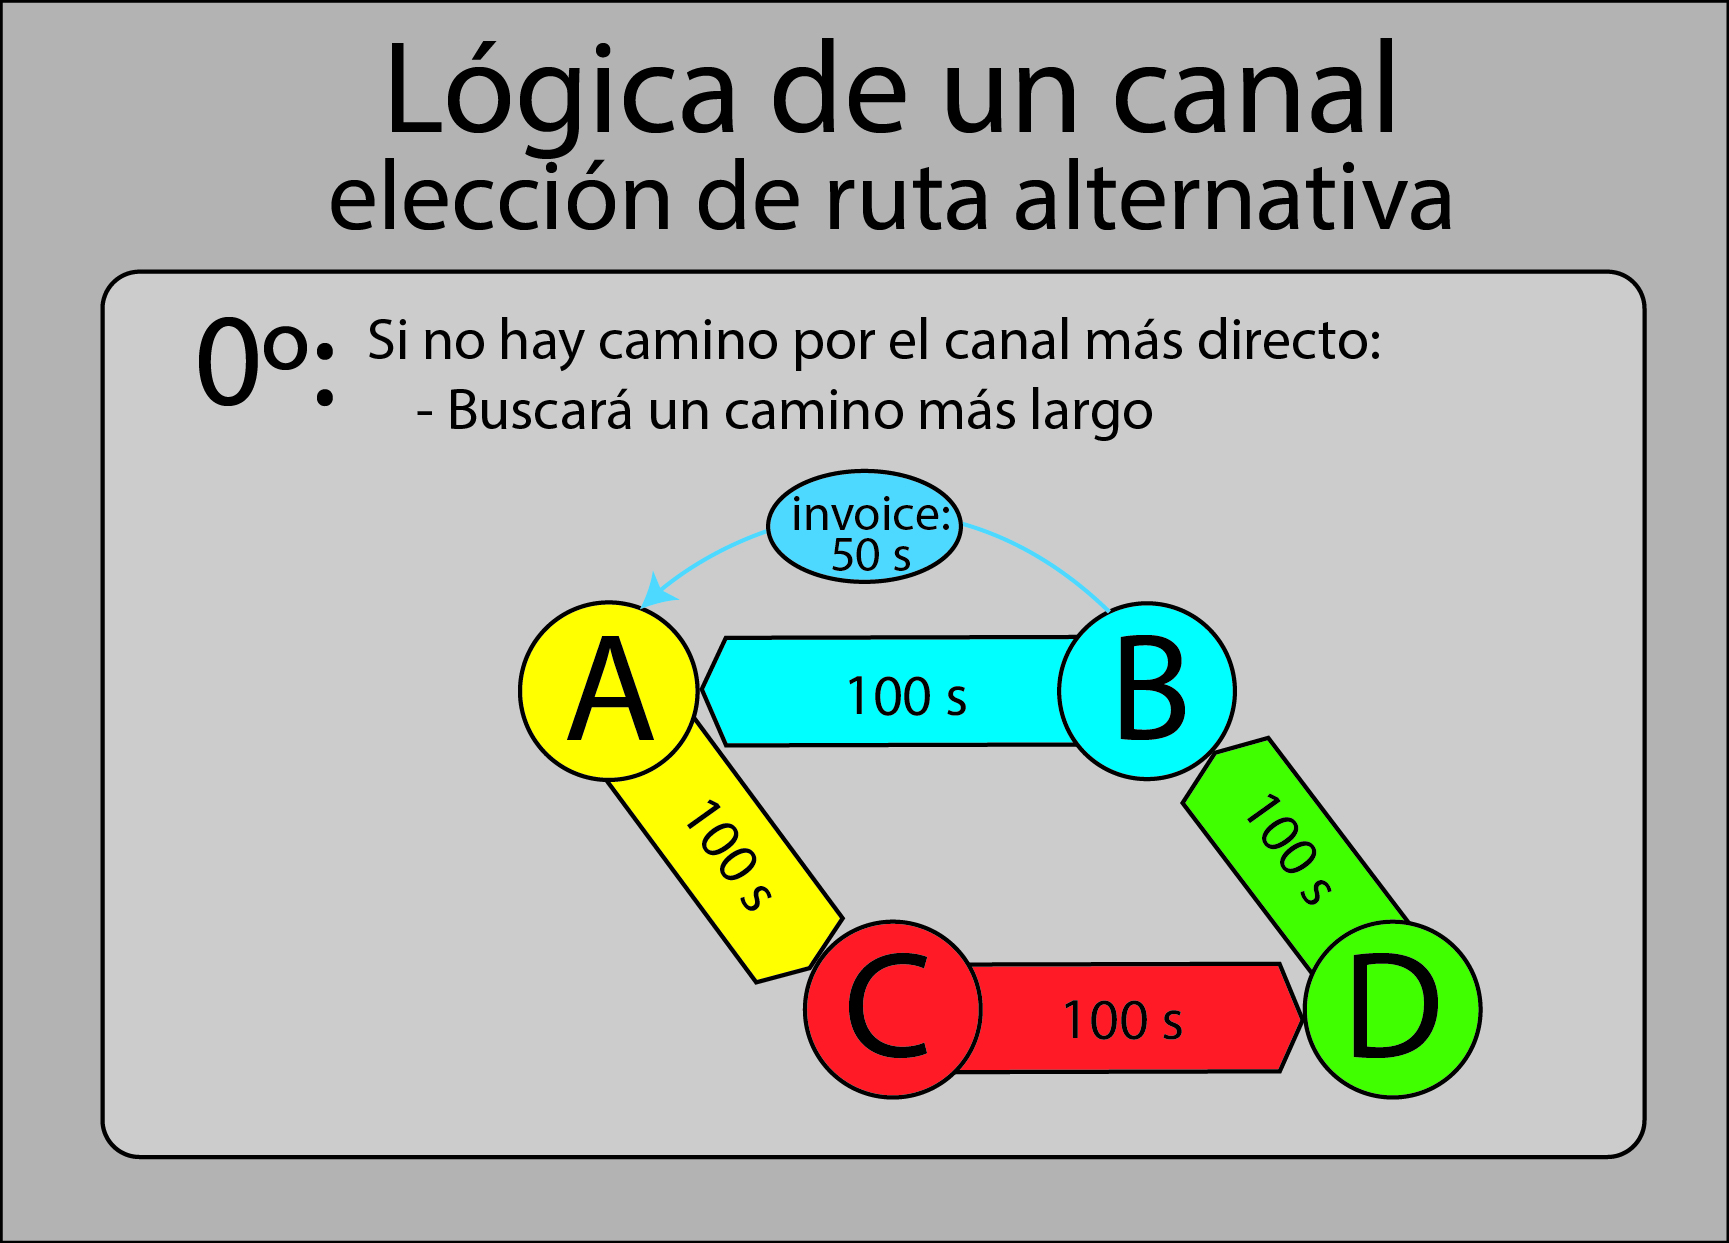 Lógica de un canal
elección de ruta alternativa
0º:
Si no hay camino por el canal más directo:
- Buscará un camino más largo
invoice:
50 s
A
100 s
B
100 s
100 s
C
100 s
D